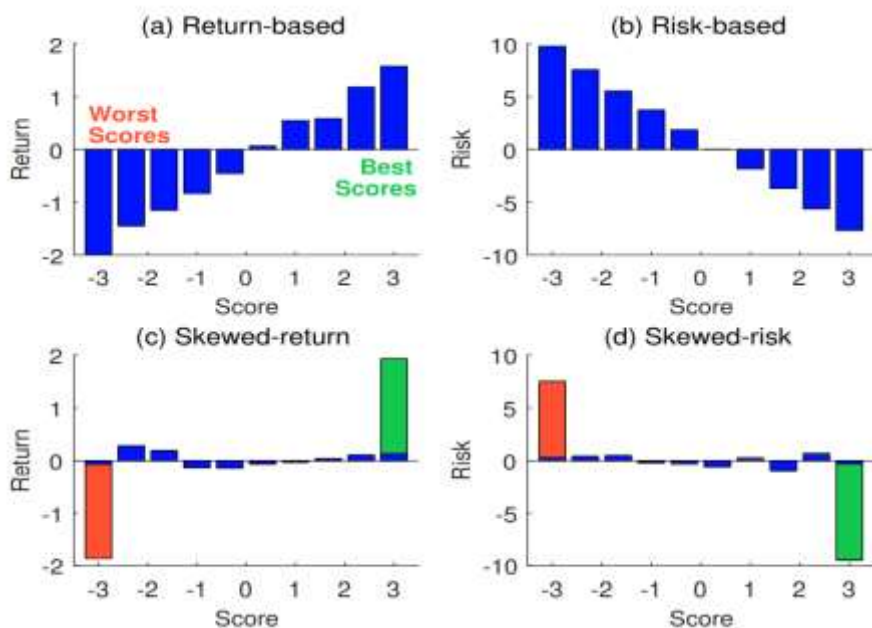 (a) Return-based
2
1
0
-1
-2
Return
Worst
Scores
Best
Scores
-3 -2 -1 0 1 2 3
Score
(b) Risk-based
10
5
0
-5
-10
Risk
-3 -2 -1 0 1 2 3
Score
(c) Skewed-return
2
1
0
-1
-2
Return
-3 -2 -1 0 1 2 3
Score
(d) Skewed-risk
10
5
0
-5
-10
Risk
-3 -2 -1 0 1 2 3
Score